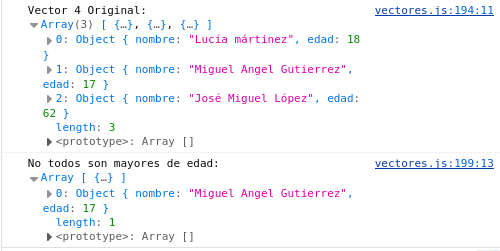 Vector 4 Original: vectores.js:194:11
Array(3) [ {…}, {…}, {…} ]
0: Object { nombre: "Lucía mártinez", edad: 18
}
1: Object { nombre: "Miguel Angel Gutierrez",
edad: 17 }
2: Object { nombre: "José Miguel López", edad:
62 }
length: 3
<prototype>: Array []
No todos son mayores de edad: vectores.js:199:13
Array [ {…} ]
0: Object { nombre: "Miguel Angel Gutierrez",
edad: 17 }
length: 1
<prototype>: Array []